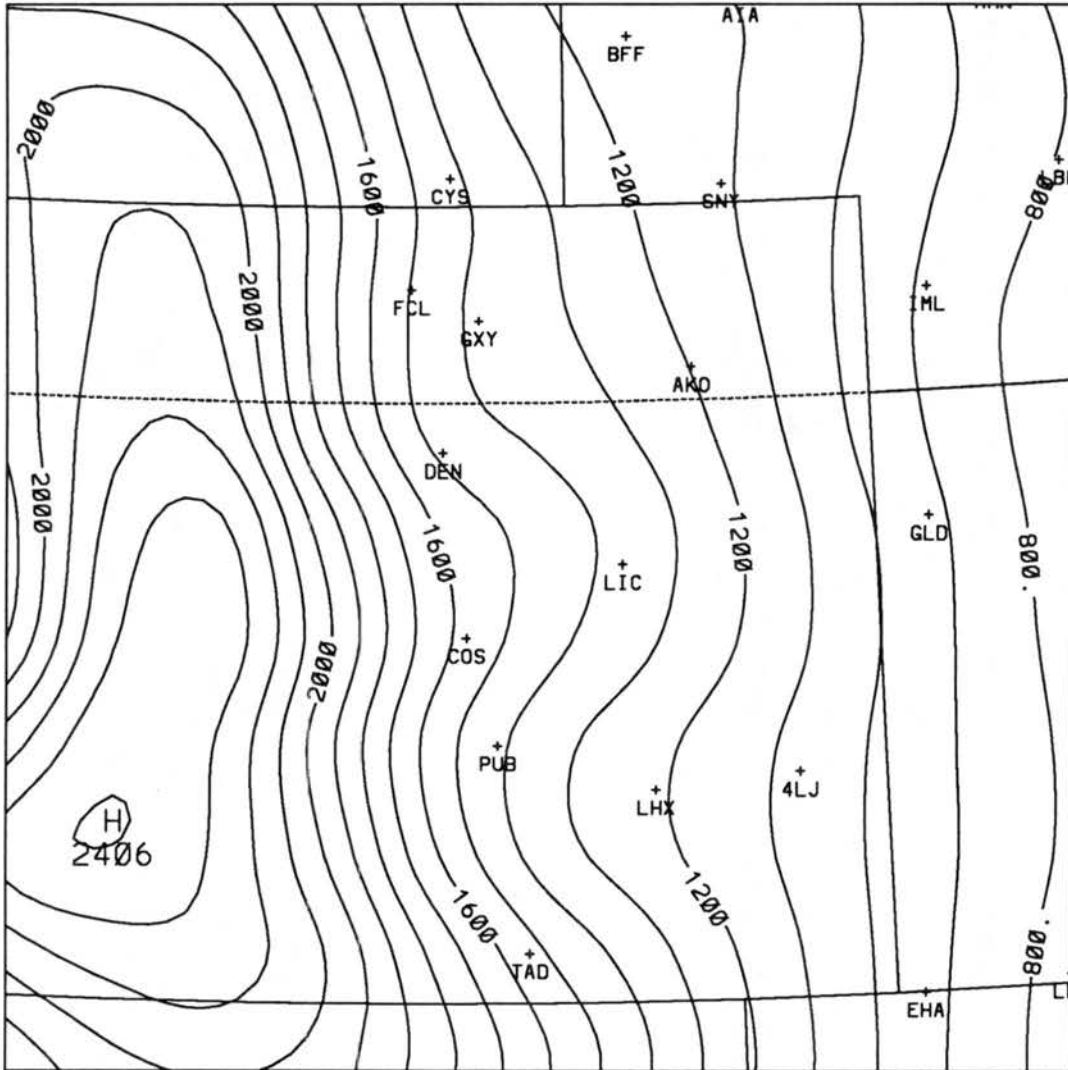 AIA
BFF
2000
1600
1200
CYS
SNY
800.
2000
FCL
IML
GXY
AKO
DEN
2000
1600
1200
GLD
800.
LIC
COS
2000
PUB
4LJ
LHX
H
2406
1200
1600
800.
TAD
EHA